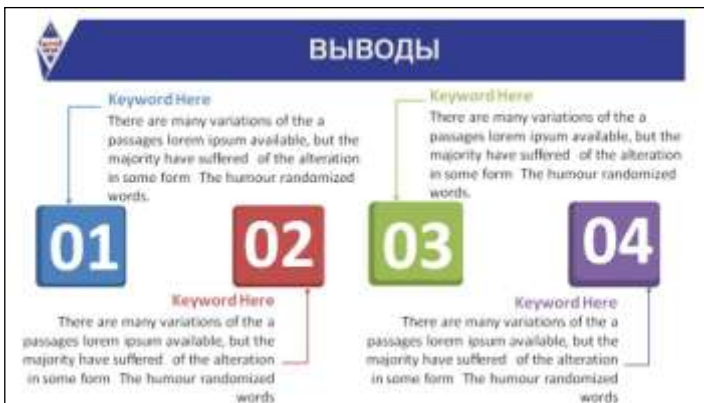 ВЫВОДЫ
Keyword Here
There are many variations of the a
passages lorem ipsum available, but the
majority have suffered of the alteration
in some form The humour randomized
words.
Keyword Here
There are many variations of the a
passages lorem ipsum available, but the
majority have suffered of the alteration
in some form The humour randomized
words.
01
02
03
04
Keyword Here
There are many variations of the a
passages lorem ipsum available, but the
majority have suffered of the alteration
in some form The humour randomized
words
Keyword Here
There are many variations of the a
passages lorem ipsum available, but the
majority have suffered of the alteration
in some form The humour randomized
words